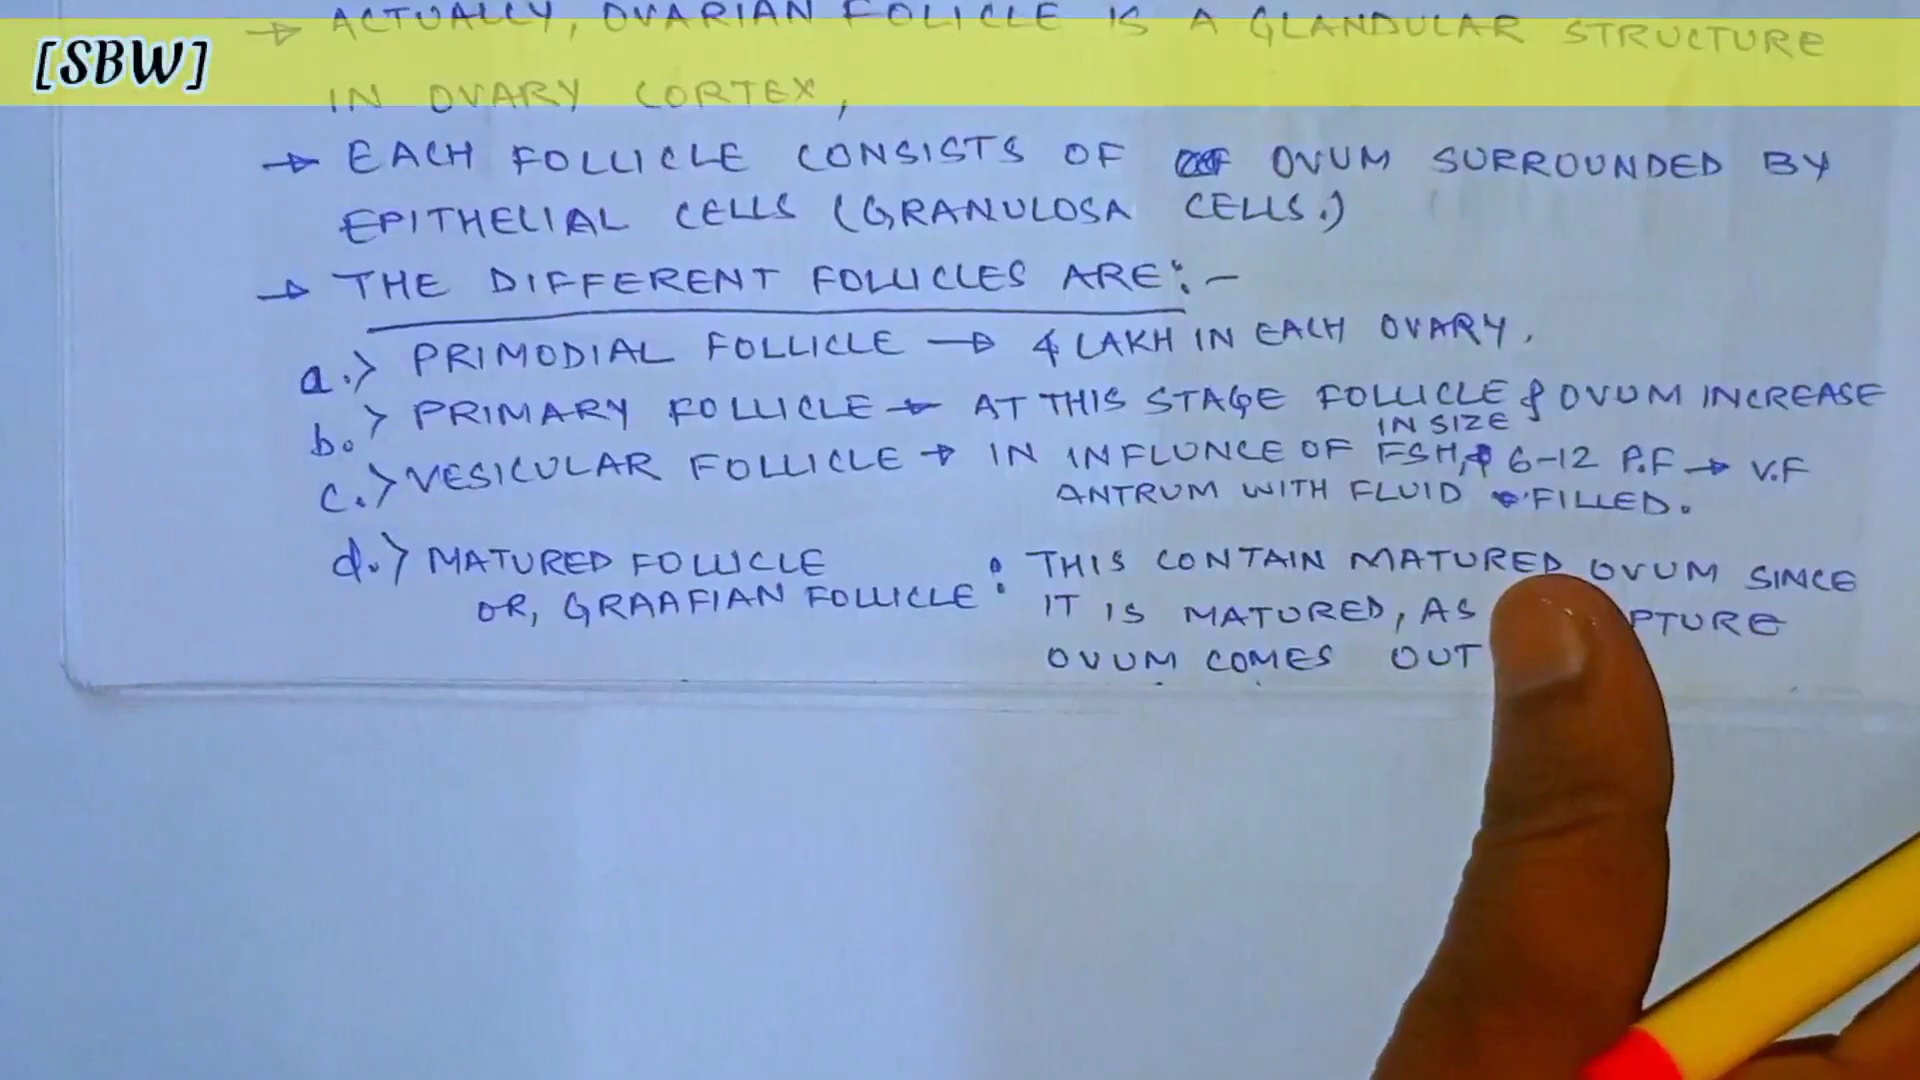 → ACTUALLY, OVARIAN FOLICLE IS A GLANDULAR STRUCTURE
[SBW]
IN OVARY CORTEX,
→ EACH FOLLICLE CONSISTS OF OVUM SURROUNDED BY
EPITHELIAL CELLS (GRANULOSA CELLS.)
→ THE DIFFERENT FOLLICLES ARE:-
a.> PRIMODIAL FOLLICLE → 4 LAKH IN EACH OVARY.
b.> PRIMARY FOLLICLE → AT THIS STAGE FOLLICLE & OVUM INCREASE
IN SIZE
c.> VESICULAR FOLLICLE → IN INFLUNCE OF FSH, 6-12 P.F → V.F
ANTRUM WITH FLUID FILLED.
d.> MATURED FOLLICLE : THIS CONTAIN MATURED OVUM SINCE
OR, GRAAFIAN FOLLICLE IT IS MATURED, AS PTURE
OVUM COMES OUT